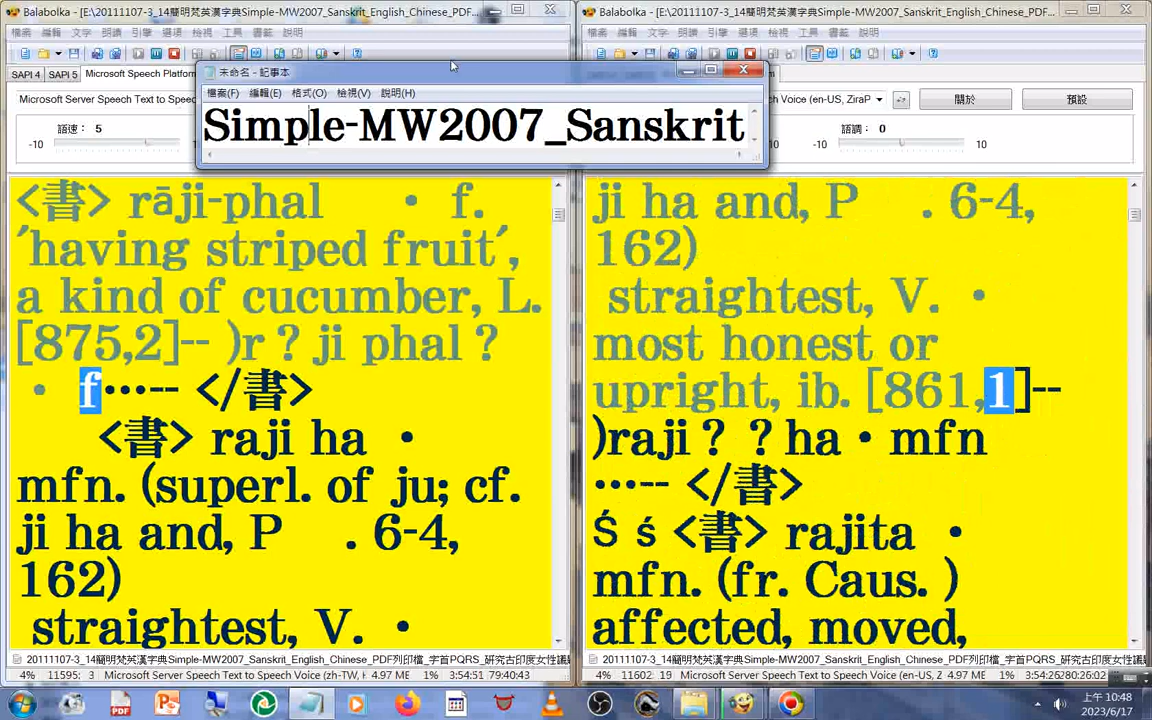 Balabolka - [E:\20111107-3_14簡明梵英漢字典Simple-MW2007_Sanskrit_English_Chinese_PDF...
檔案 編輯 文字 朗讀 引擎 選項 檢視 工具 書籤 說明
SAPI 4 SAPI 5 Microsoft Speech Platform
Microsoft Server Speech Text to Spee
語速： 5
-10
<書> rāji-phal • f.
'having striped fruit',
a kind of cucumber, L.
[875,2]-- )r ? ji phal ?
• f…-- </書>
<書> raji ha •
mfn. (superl. of ju; cf.
ji ha and, P . 6-4,
162)
straightest, V. •
20111107-3_14簡明梵英漢字典Simple-MW2007_Sanskrit_English_Chinese_PDF列印檔_字首PQRS_研究古印度女性議
4% 11595: 3 Microsoft Server Speech Text to Speech Voice (zh-TW, H 4.97 ME 1% 3:54:51 79:40:43
未命名 - 記事本
檔案(F) 編輯(E) 格式(O) 檢視(V) 說明(H)
Simple-MW2007_Sanskrit
Balabolka - [E:\20111107-3_14簡明梵英漢字典Simple-MW2007_Sanskrit_English_Chinese_PDF...
檔案 編輯 文字 朗讀 引擎 選項 檢視 工具 書籤 說明
Voice (en-US, ZiraP 關於 預設
語調： 0
10 -10 10
ji ha and, P . 6-4,
162)
straightest, V. •
most honest or
upright, ib. [861,1]--
)raji ? ? ha • mfn
…-- </書>
Ś ś <書> rajita •
mfn. (fr. Caus. )
affected, moved,
20111107-3_14簡明梵英漢字典Simple-MW2007_Sanskrit_English_Chinese_PDF列印檔_字首PQRS_研究古印度女性議
4% 11602: 19 Microsoft Server Speech Text to Speech Voice (en-US, Z 4.97 ME 1% 3:54:26280:26:02
上午 10:48
2023/6/17